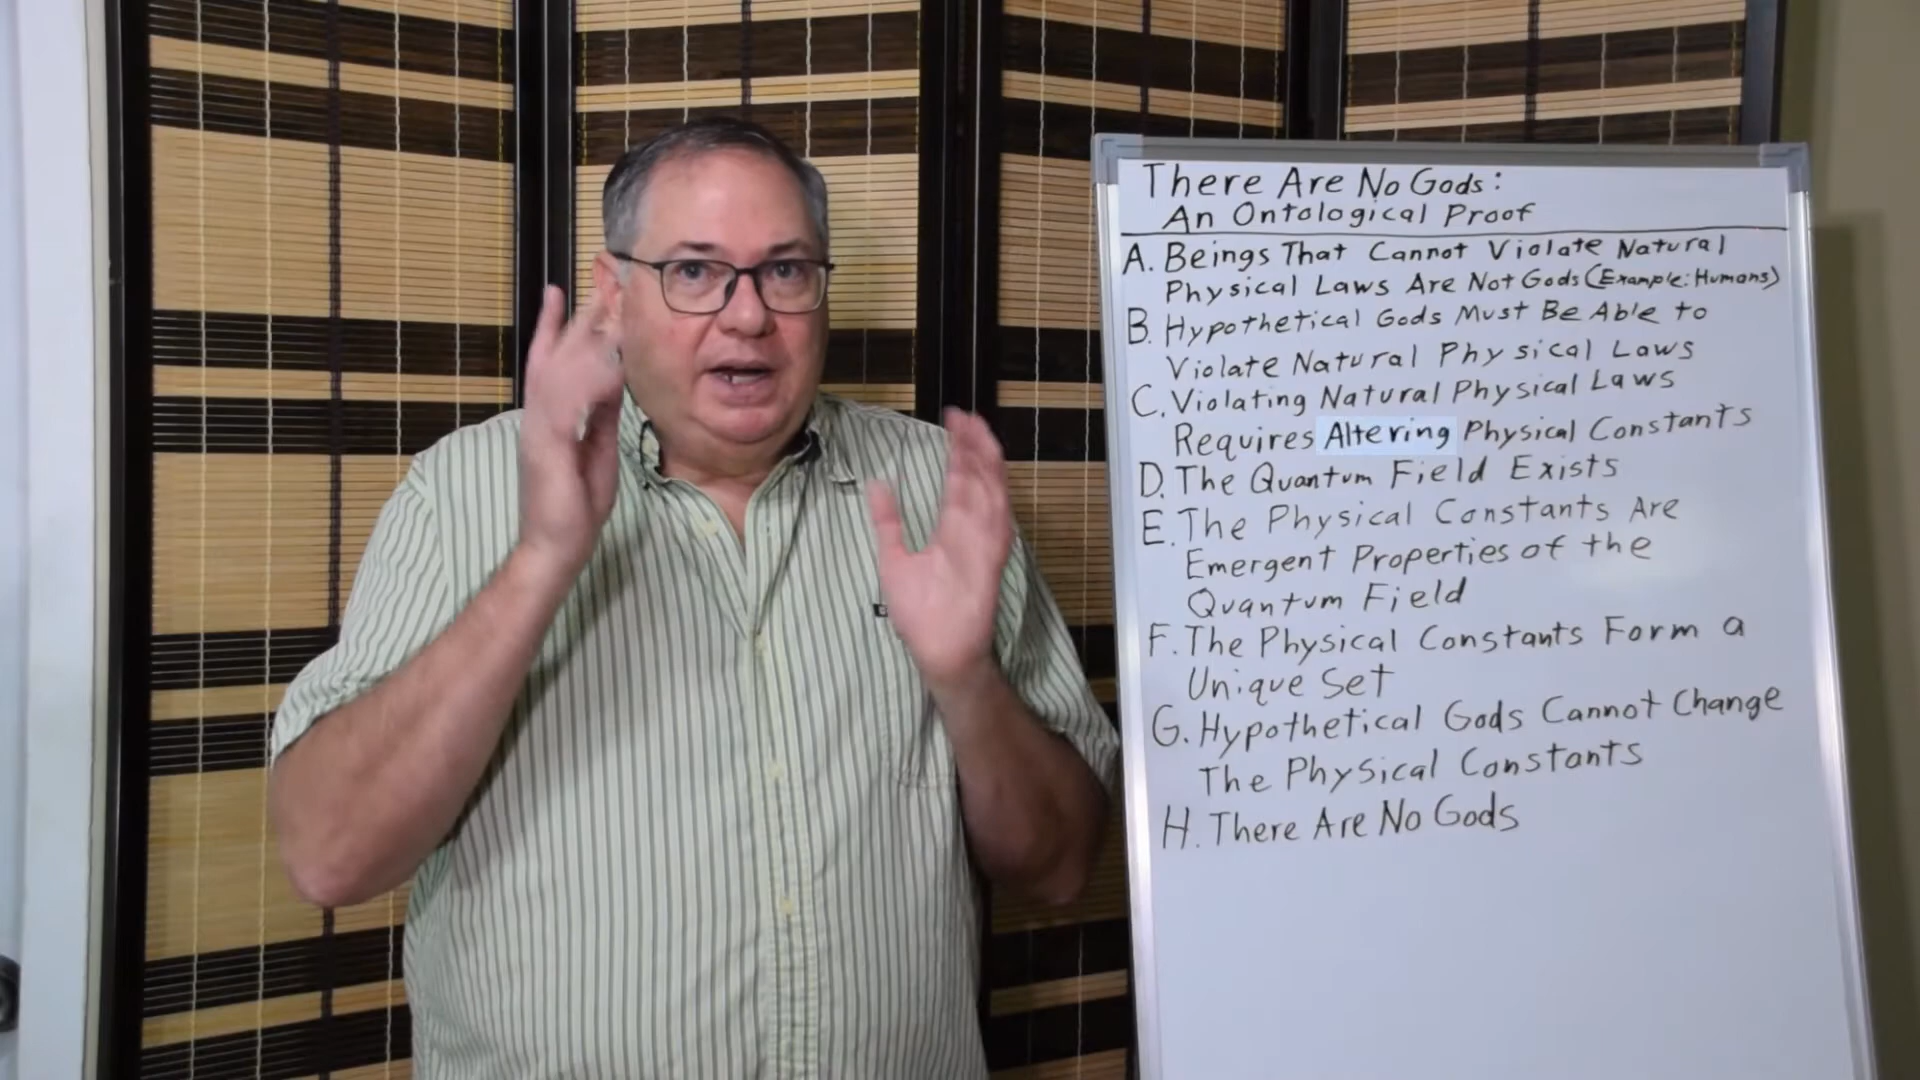 There Are No Gods:
An Ontological Proof
A. Beings That Cannot Violate Natural
Physical Laws Are Not Gods (Example: Humans)
B. Hypothetical Gods Must Be Able to
Violate Natural Physical Laws
C. Violating Natural Physical Laws
Requires Altering Physical Constants
D. The Quantum Field Exists
E. The Physical Constants Are
Emergent Properties of the
Quantum Field
F. The Physical Constants Form a
Unique Set
G. Hypothetical Gods Cannot Change
The Physical Constants
H. There Are No Gods